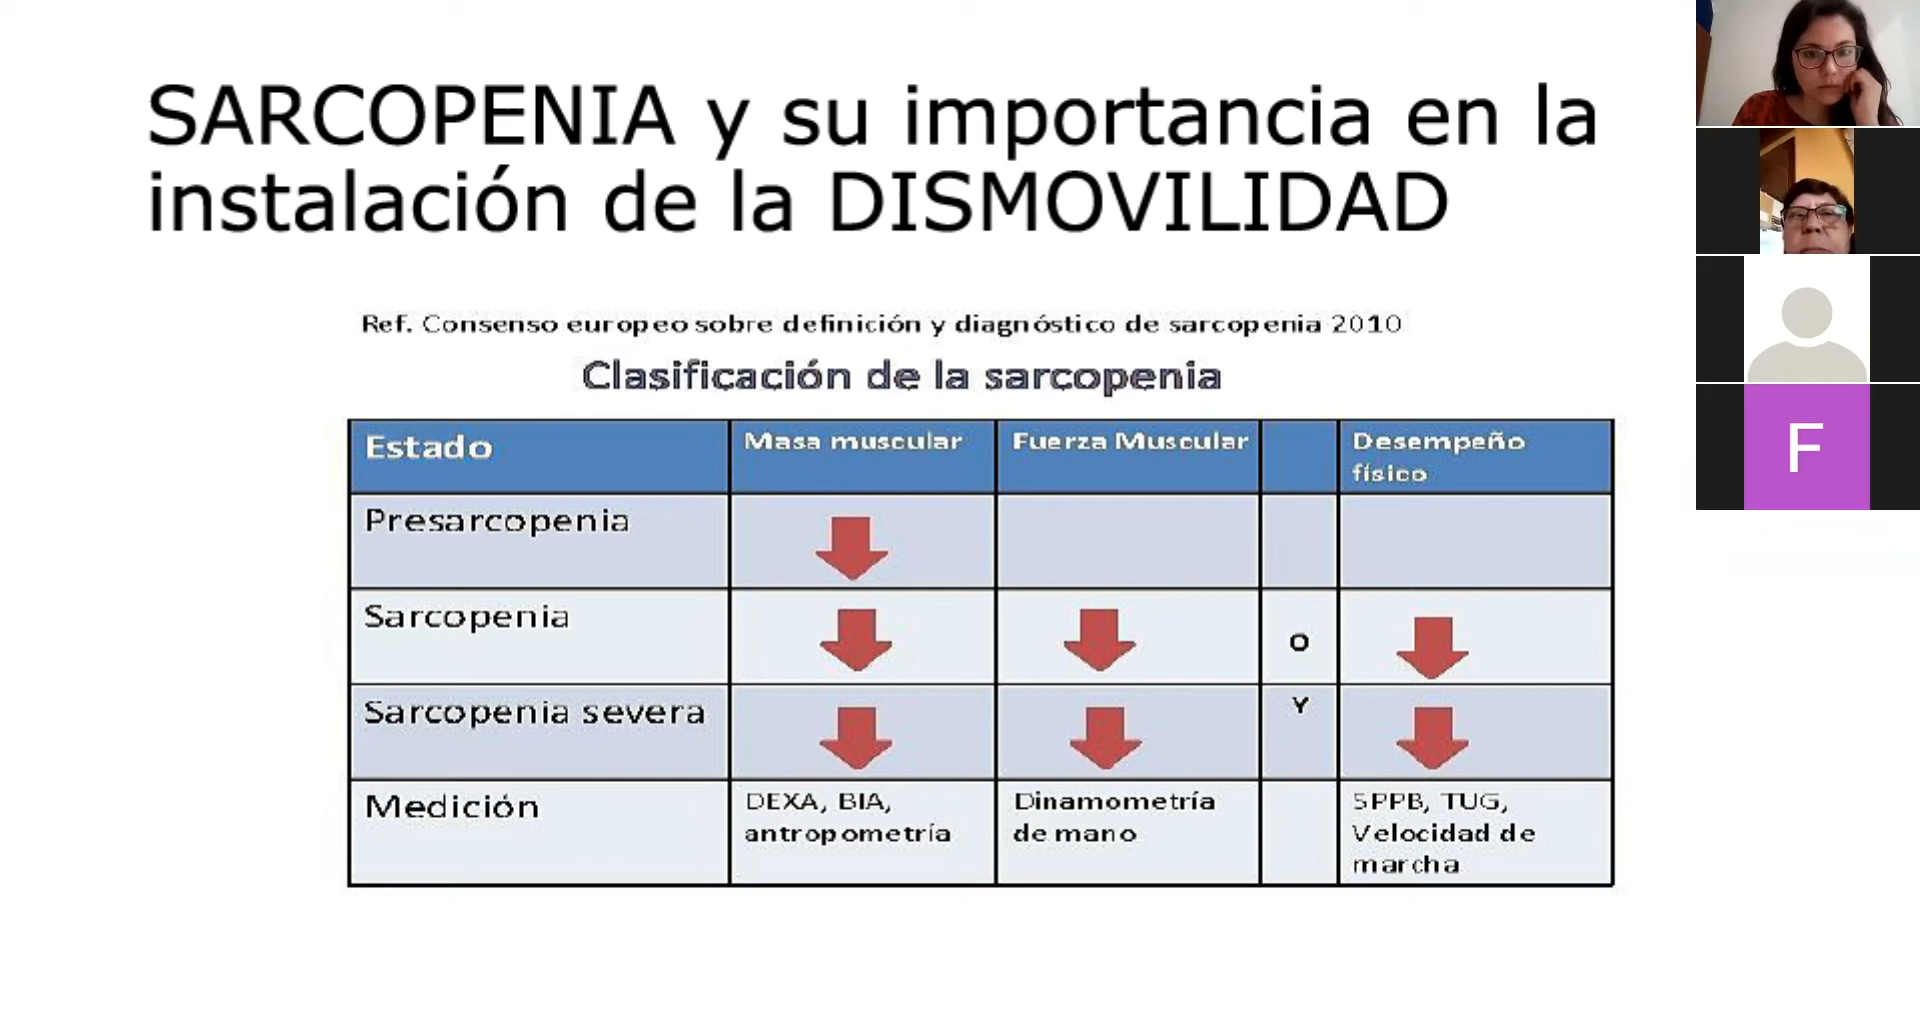 SARCOPENIA y su importancia en la
instalación de la DISMOVILIDAD
Ref. Consenso europeo sobre definición y diagnóstico de sarcopenia 2010
Clasificación de la sarcopenia
Estado
Masa muscular
Fuerza Muscular
Desempeño
físico
Presarcopenia
Sarcopenia
O
Sarcopenia severa
Y
Medición
DEXA, BIA,
antropometría
Dinamometría
de mano
SPPB, TUG,
Velocidad de
marcha
F